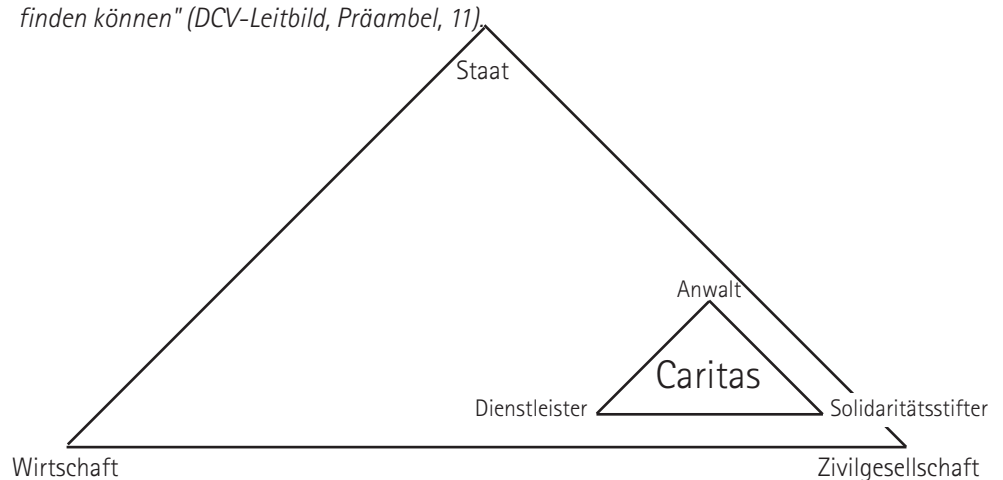 finden können" (DCV-Leitbild, Präambel, 11).
Staat
Anwalt
Caritas
Dienstleister
Solidaritätsstifter
Wirtschaft
Zivilgesellschaft